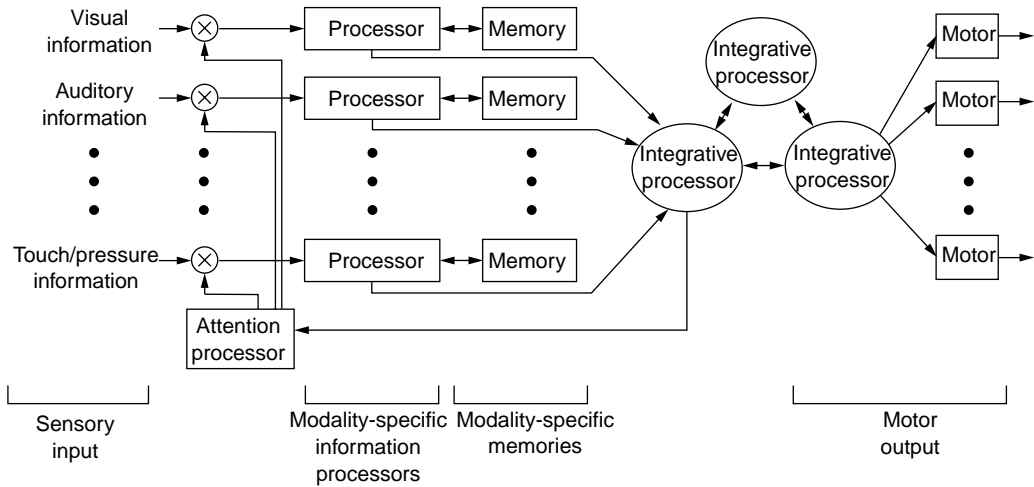 Visual
information
Processor
Memory
Integrative
processor
Motor
Auditory
information
Processor
Memory
Motor
Integrative
processor
Integrative
processor
Touch/pressure
information
Processor
Memory
Motor
Attention
processor
Sensory
input
Modality-specific
information
processors
Modality-specific
memories
Motor
output